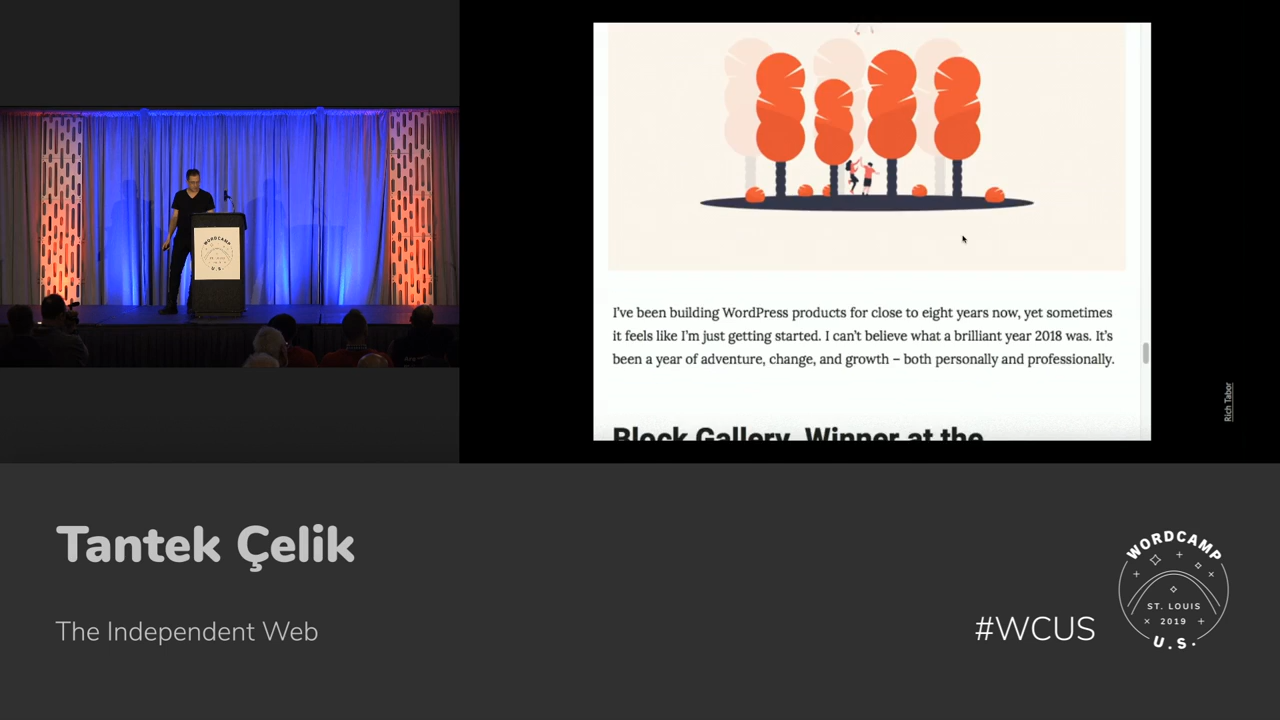 I've been building WordPress products for close to eight years now, yet sometimes
it feels like I'm just getting started. I can't believe what a brilliant year 2018 was. It's
been a year of adventure, change, and growth – both personally and professionally.
Block Gallery, Winner at the
Rich Tabor
WORDCAMP
U.S.
Tantek Çelik
The Independent Web
#WCUS
WORDCAMP
ST. LOUIS
2019
U.S.